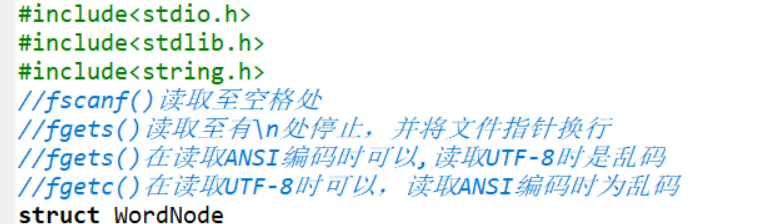 #include<stdio.h>
#include<stdlib.h>
#include<string.h>
//fscanf()读取至空格处
//fgets()读取至有\n处停止，并将文件指针换行
//fgets()在读取ANSI编码时可以,读取UTF-8时是乱码
//fgetc()在读取UTF-8时可以，读取ANSI编码时为乱码
struct WordNode